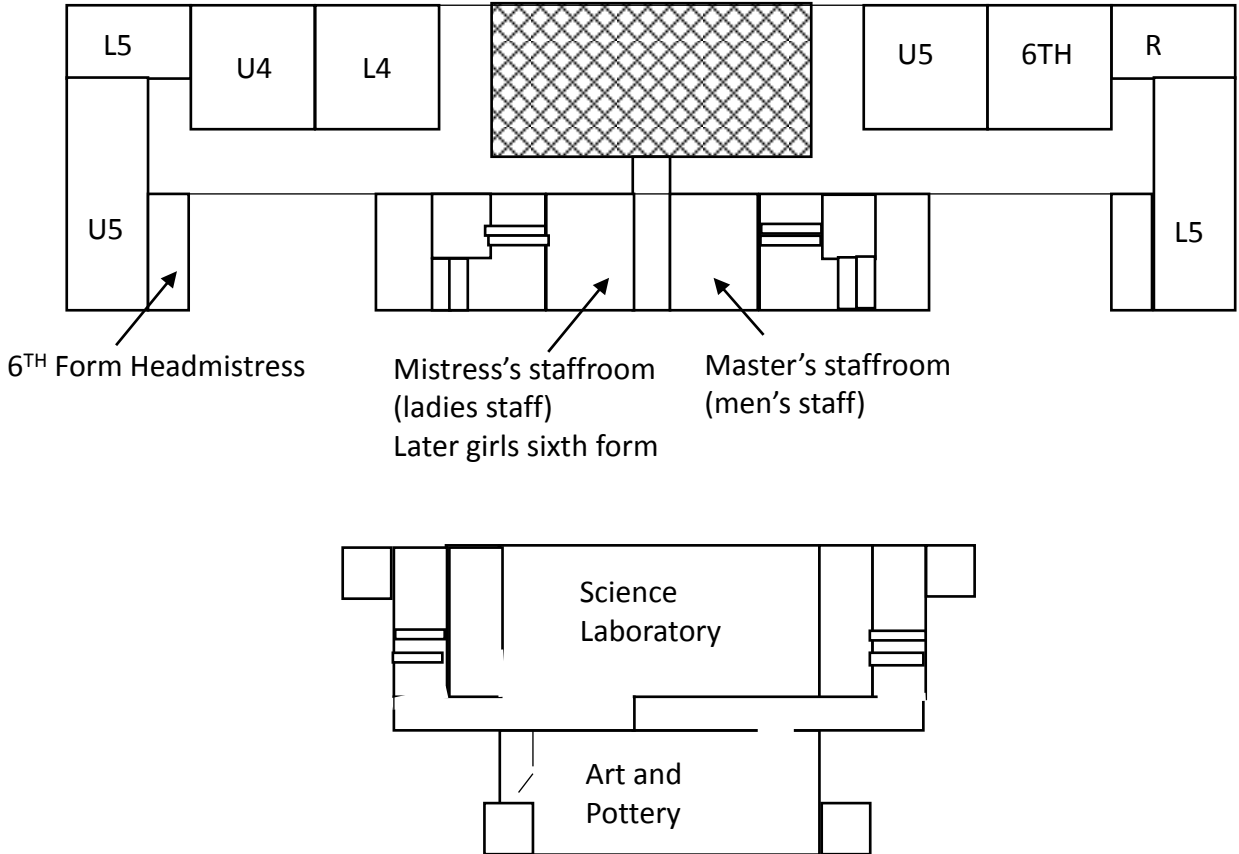 L5
U4
L4
U5
6TH
R
U5
L5
6TH Form Headmistress
Mistress’s staffroom
(ladies staff)
Later girls sixth form
Master’s staffroom
(men’s staff)
Science
Laboratory
Art and
Pottery